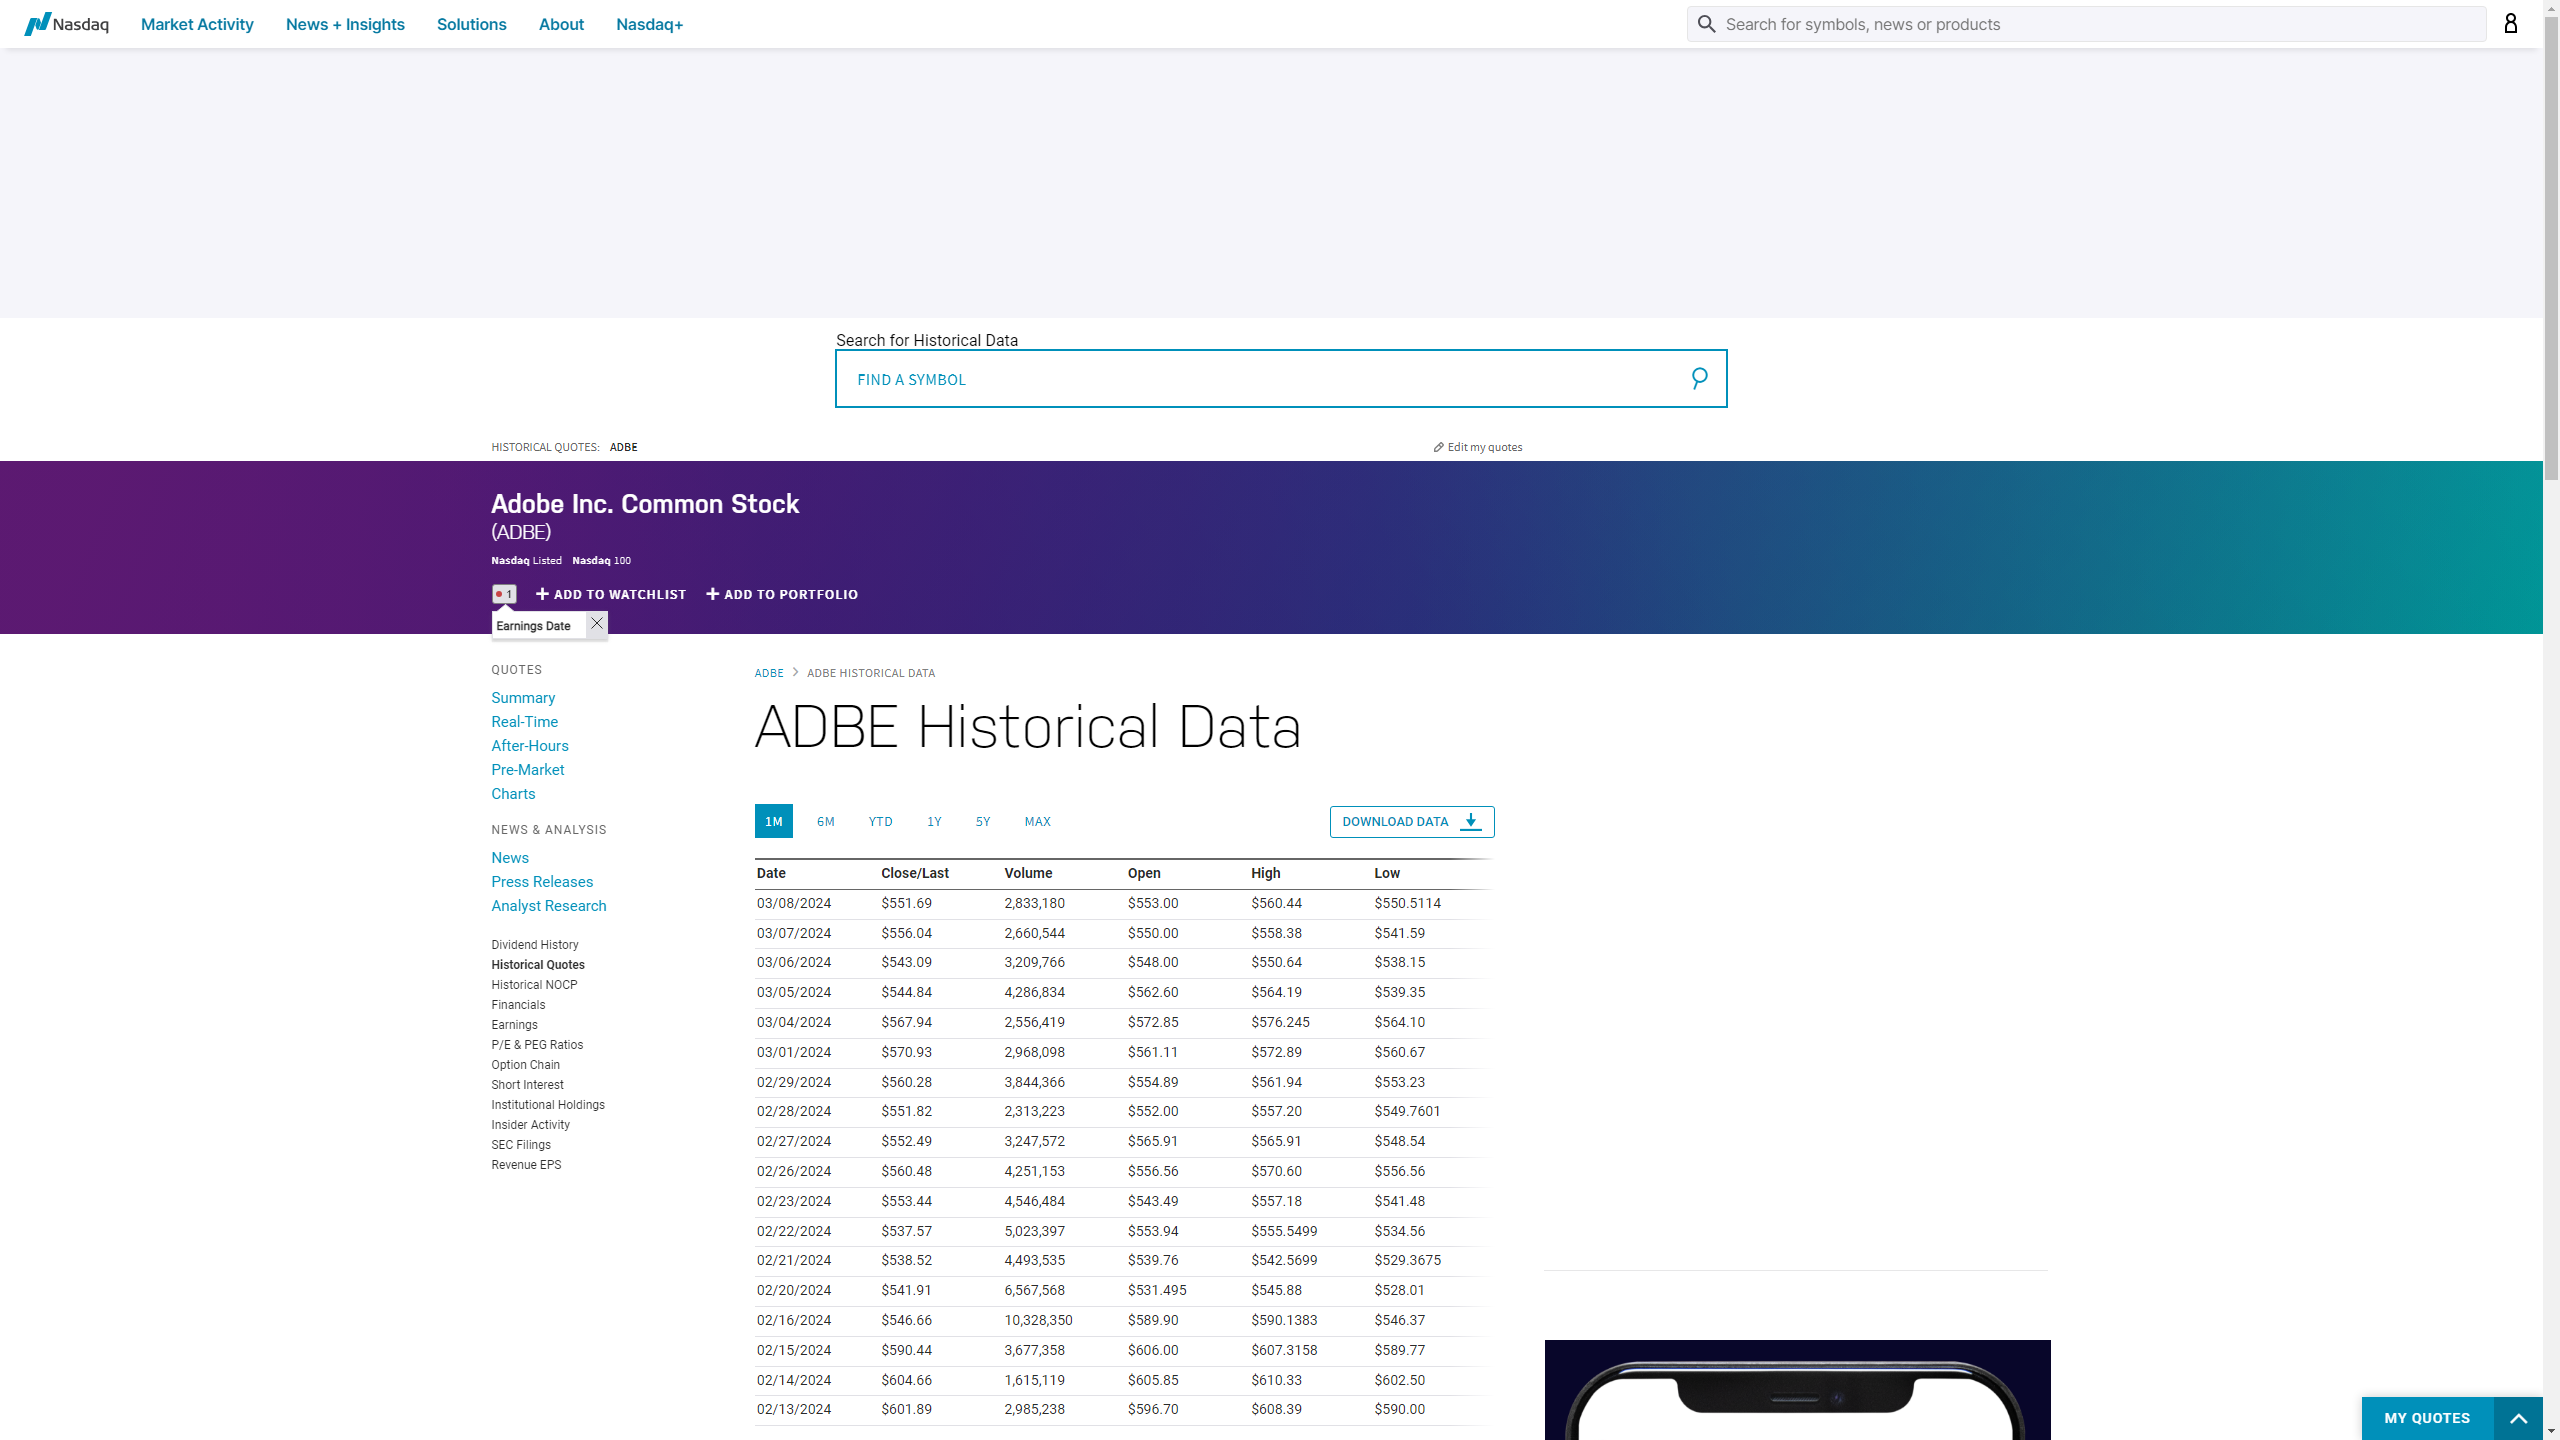 Nasdaq Market Activity News + Insights Solutions About Nasdaq+ Search for symbols, news or products
Search for Historical Data
FIND A SYMBOL
HISTORICAL QUOTES: ADBE Edit my quotes
Adobe Inc. Common Stock
(ADBE)
Nasdaq Listed Nasdaq 100
1 ADD TO WATCHLIST ADD TO PORTFOLIO
Earnings Date
QUOTES
Summary
Real-Time
After-Hours
Pre-Market
Charts
NEWS & ANALYSIS
News
Press Releases
Analyst Research
Dividend History
Historical Quotes
Historical NOCP
Financials
Earnings
P/E & PEG Ratios
Option Chain
Short Interest
Institutional Holdings
Insider Activity
SEC Filings
Revenue EPS
ADBE > ADBE HISTORICAL DATA
ADBE Historical Data
1M 6M YTD 1Y 5Y MAX DOWNLOAD DATA
Date Close/Last Volume Open High Low
03/08/2024 $551.69 2,833,180 $553.00 $560.44 $550.5114
03/07/2024 $556.04 2,660,544 $550.00 $558.38 $541.59
03/06/2024 $543.09 3,209,766 $548.00 $550.64 $538.15
03/05/2024 $544.84 4,286,834 $562.60 $564.19 $539.35
03/04/2024 $567.94 2,556,419 $572.85 $576.245 $564.10
03/01/2024 $570.93 2,968,098 $561.11 $572.89 $560.67
02/29/2024 $560.28 3,844,366 $554.89 $561.94 $553.23
02/28/2024 $551.82 2,313,223 $552.00 $557.20 $549.7601
02/27/2024 $552.49 3,247,572 $565.91 $565.91 $548.54
02/26/2024 $560.48 4,251,153 $556.56 $570.60 $556.56
02/23/2024 $553.44 4,546,484 $543.49 $557.18 $541.48
02/22/2024 $537.57 5,023,397 $553.94 $555.5499 $534.56
02/21/2024 $538.52 4,493,535 $539.76 $542.5699 $529.3675
02/20/2024 $541.91 6,567,568 $531.495 $545.88 $528.01
02/16/2024 $546.66 10,328,350 $589.90 $590.1383 $546.37
02/15/2024 $590.44 3,677,358 $606.00 $607.3158 $589.77
02/14/2024 $604.66 1,615,119 $605.85 $610.33 $602.50
02/13/2024 $601.89 2,985,238 $596.70 $608.39 $590.00
MY QUOTES